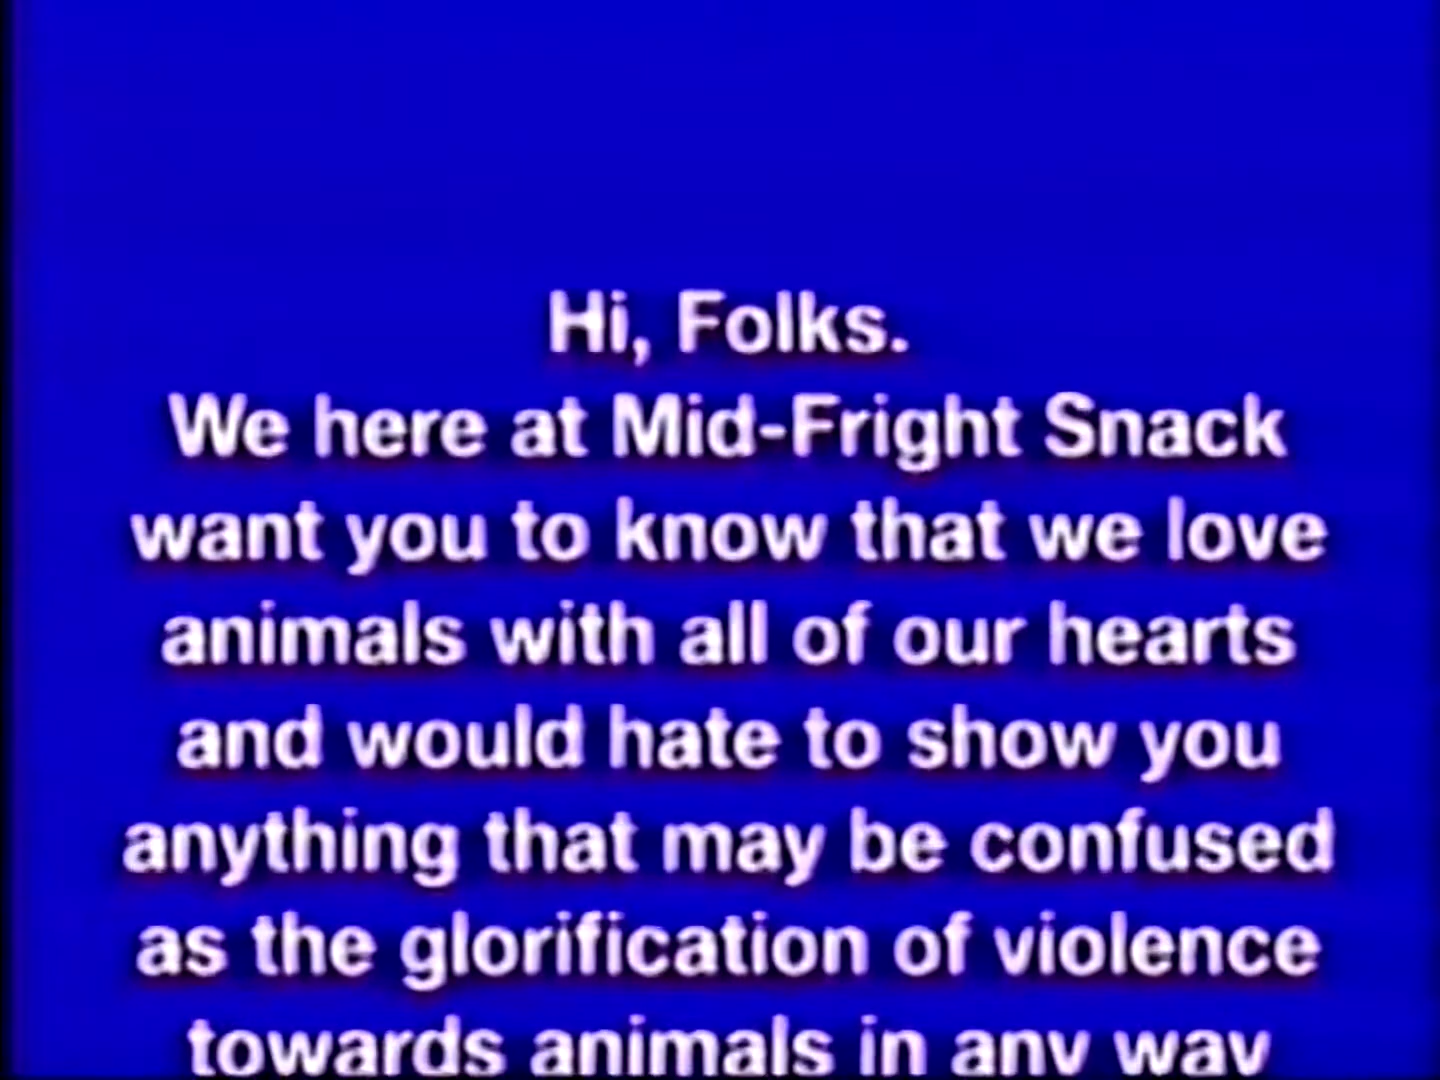 Hi, Folks.
We here at Mid-Fright Snack
want you to know that we love
animals with all of our hearts
and would hate to show you
anything that may be confused
as the glorification of violence
towards animals in any way